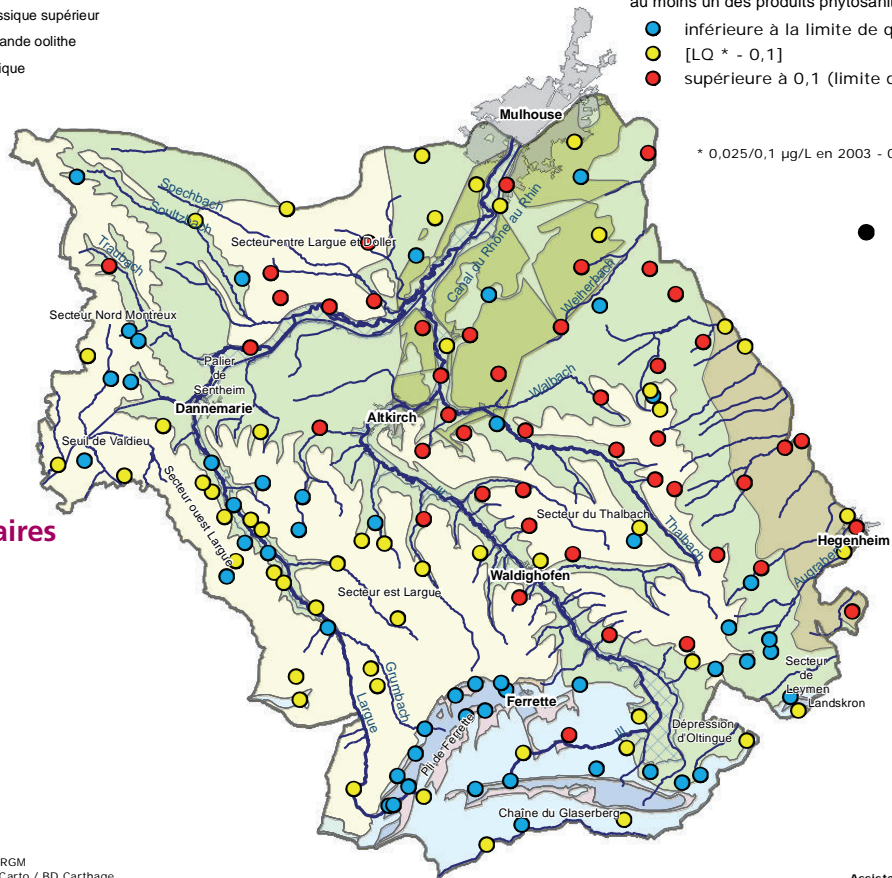 ssique supérieur
ande oolithe
ique
au moins un des produits phytosani
inférieure à la limite de q
[LQ * - 0,1]
supérieure à 0,1 (limite d
* 0,025/0,1 µg/L en 2003 - 0
Mulhouse
Spechbach
Soultzbach
Secteur entre Largue et Doller
Canal du Rhône au Rhin
Traubach
Weiherbach
Secteur Nord Montreux
Palier
de
Sentheim
Dannemarie
Altkirch
Walbach
Seuil de Valdieu
Secteur ouest Largue
Ill
aires
Secteur du Thalbach
Thalbach
Hegenheim
Augraben
Waldighofen
Secteur est Largue
Grumbach
Largue
Secteur
de
Leymen
Landskron
Ferrette
Pli de Ferrette
Ill
Dépression
d'Oltingue
Chaîne du Glaserberg
RGM
Carto / BD Carthage
Assiste